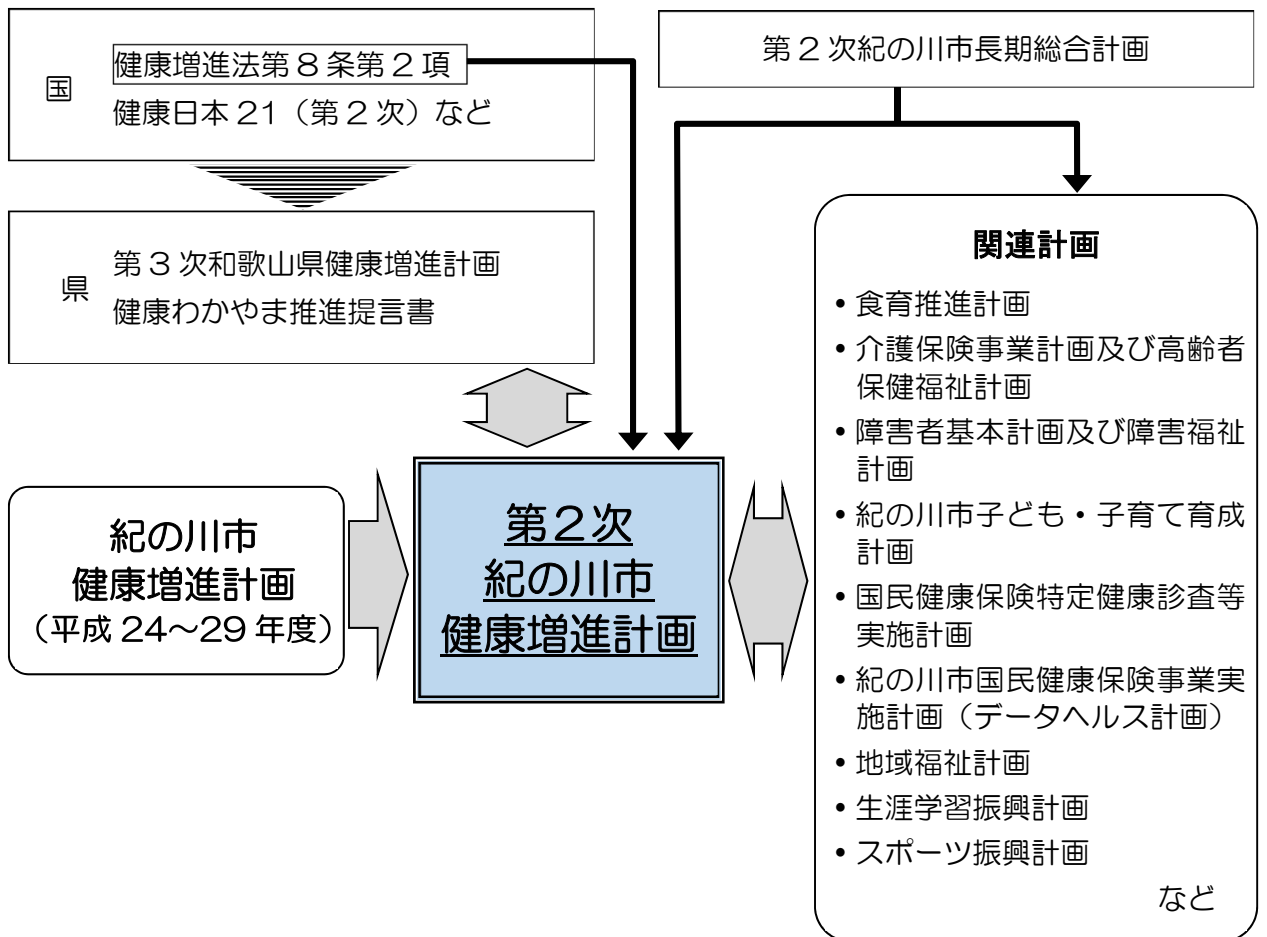 国
健康増進法第8条第2項
健康日本21（第2次）など
第2次紀の川市長期総合計画
県
第3次和歌山県健康増進計画
健康わかやま推進提言書
紀の川市
健康増進計画
（平成24～29年度）
第2次
紀の川市
健康増進計画
関連計画
•食育推進計画
•介護保険事業計画及び高齢者
保健福祉計画
•障害者基本計画及び障害福祉
計画
•紀の川市子ども・子育て育成
計画
•国民健康保険特定健康診査等
実施計画
•紀の川市国民健康保険事業実
施計画（データヘルス計画）
•地域福祉計画
•生涯学習振興計画
•スポーツ振興計画
など